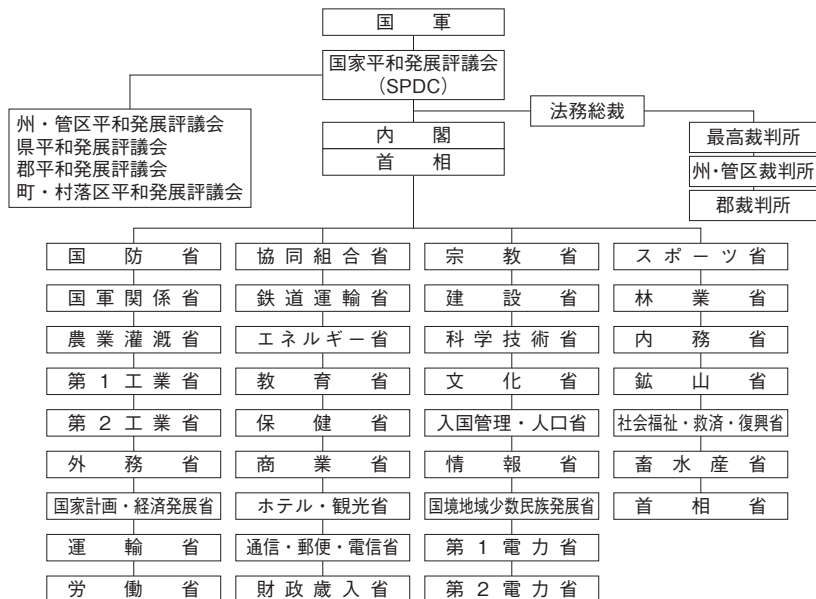 国軍
国家平和発展評議会
（SPDC）
法務総裁
州・管区平和発展評議会
県平和発展評議会
郡平和発展評議会
町・村落区平和発展評議会
内閣
首相
最高裁判所
州・管区裁判所
郡裁判所
国防省
国軍関係省
農業灌漑省
第1工業省
第2工業省
外務省
国家計画・経済発展省
運輸省
労働省
協同組合省
鉄道運輸省
エネルギー省
教育省
保健省
商業省
ホテル・観光省
通信・郵便・電信省
財政歳入省
宗教省
建設省
科学技術省
文化省
入国管理・人口省
情報省
国境地域少数民族発展省
第1電力省
第2電力省
スポーツ省
林業省
内務省
鉱山省
社会福祉・救済・復興省
畜水産省
首相省